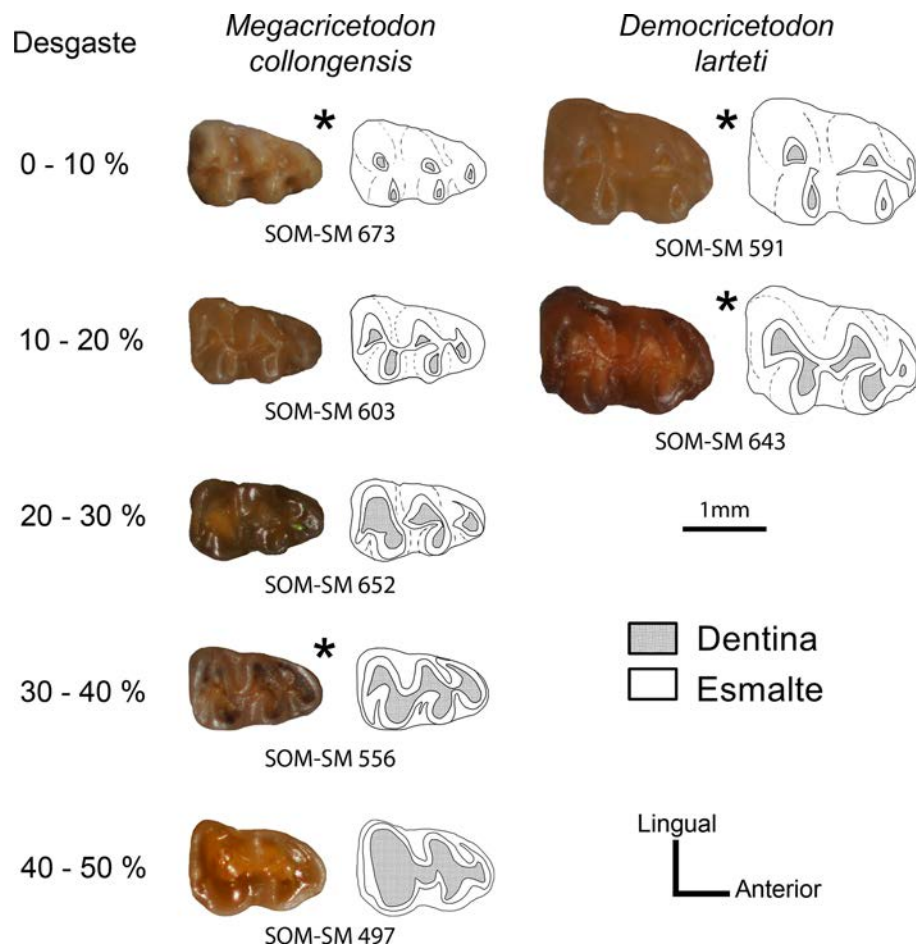 Desgaste
Megacricetodon
collongensis
Democricetodon
larteti
0 - 10 %
*
*
SOM-SM 673
SOM-SM 591
10 - 20 %
*
SOM-SM 603
SOM-SM 643
20 - 30 %
1mm
SOM-SM 652
Dentina
30 - 40 %
*
Esmalte
SOM-SM 556
Lingual
40 - 50 %
Anterior
SOM-SM 497